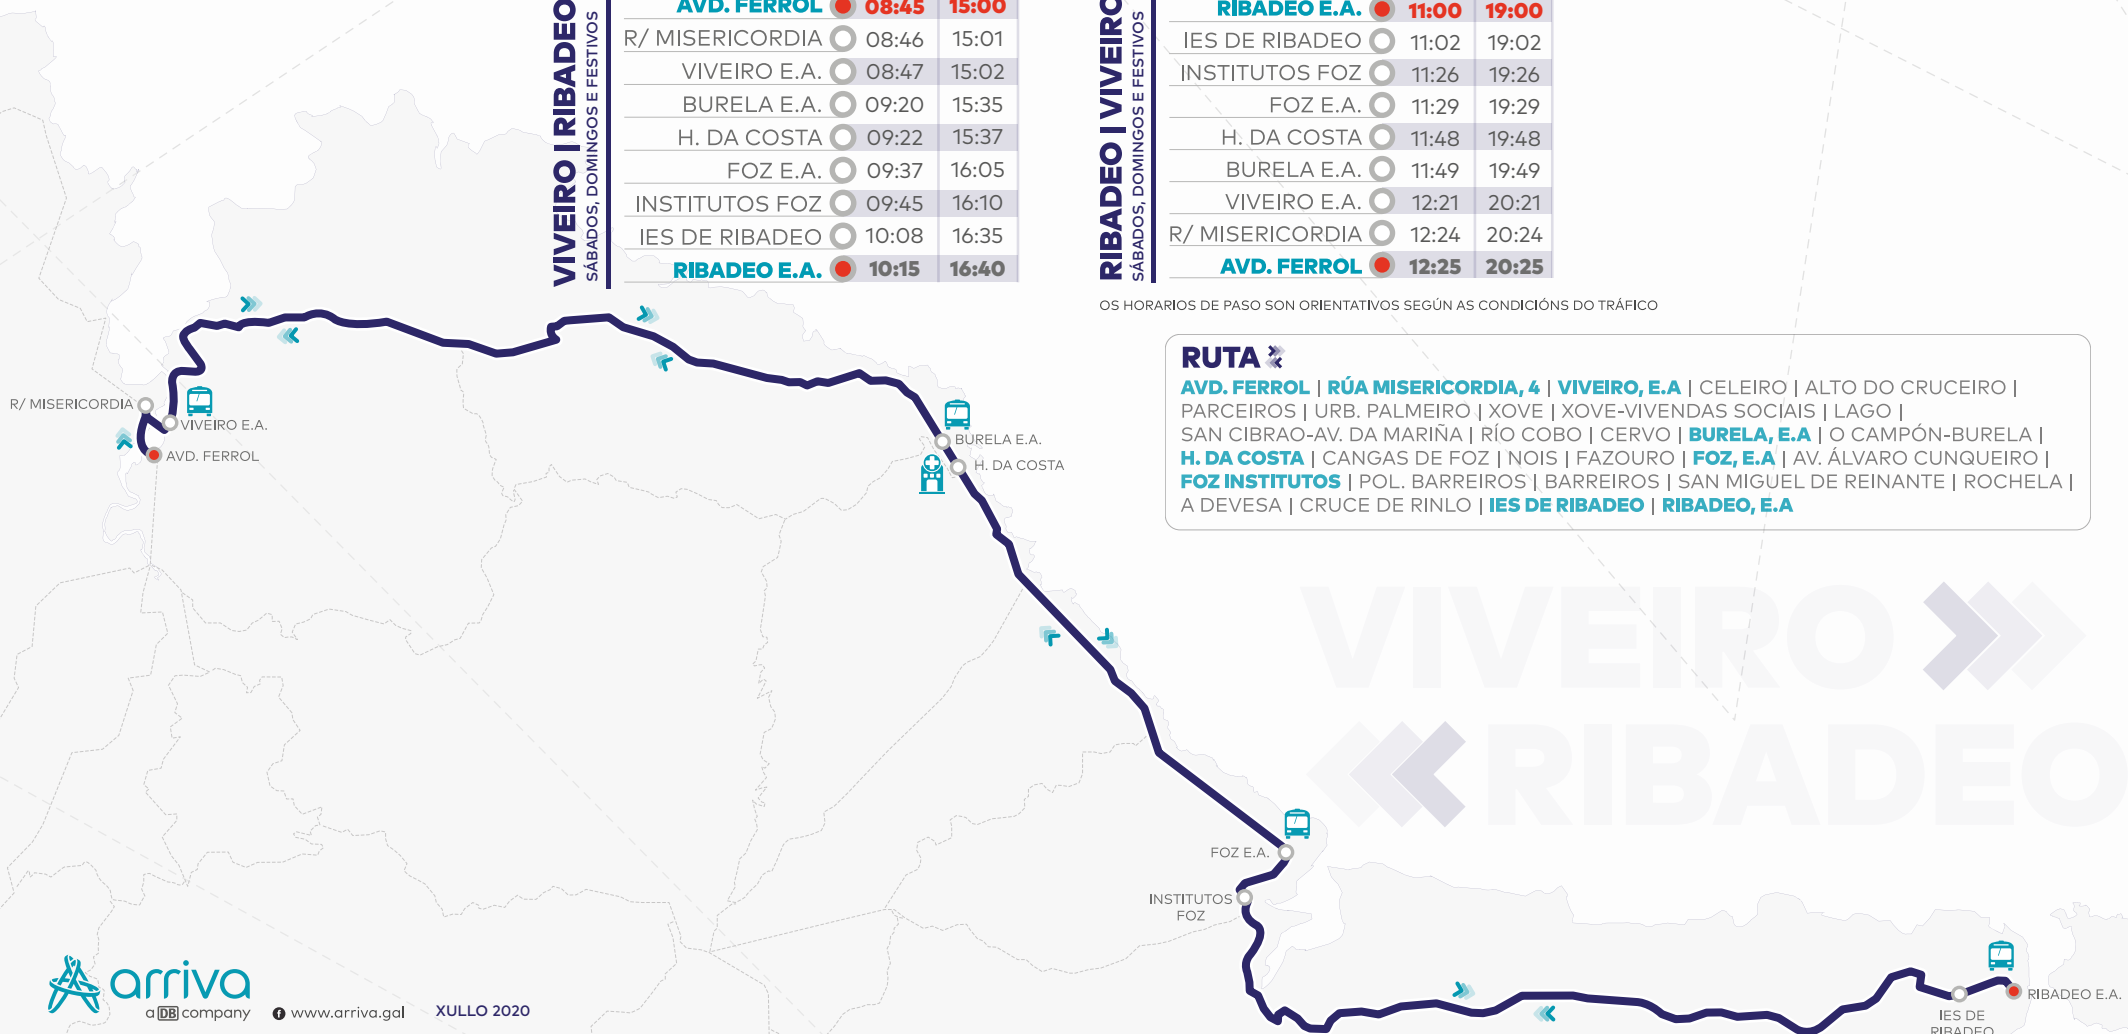 VIVEIRO | RIBADEO
SÁBADOS, DOMINGOS E FESTIVOS
AVD. FERROL 08:45 15:00
R/ MISERICORDIA 08:46 15:01
VIVEIRO E.A. 08:47 15:02
BURELA E.A. 09:20 15:35
H. DA COSTA 09:22 15:37
FOZ E.A. 09:37 16:05
INSTITUTOS FOZ 09:45 16:10
IES DE RIBADEO 10:08 16:35
RIBADEO E.A. 10:15 16:40
RIBADEO | VIVEIRO
SÁBADOS, DOMINGOS E FESTIVOS
RIBADEO E.A. 11:00 19:00
IES DE RIBADEO 11:02 19:02
INSTITUTOS FOZ 11:26 19:26
FOZ E.A. 11:29 19:29
H. DA COSTA 11:48 19:48
BURELA E.A. 11:49 19:49
VIVEIRO E.A. 12:21 20:21
R/ MISERICORDIA 12:24 20:24
AVD. FERROL 12:25 20:25
OS HORARIOS DE PASO SON ORIENTATIVOS SEGÚN AS CONDICIÓNS DO TRÁFICO
RUTA
AVD. FERROL | RÚA MISERICORDIA, 4 | VIVEIRO, E.A | CELEIRO | ALTO DO CRUCEIRO |
PARCEIROS | URB. PALMEIRO | XOVE | XOVE-VIVENDAS SOCIAIS | LAGO |
SAN CIBRAO-AV. DA MARIÑA | RÍO COBO | CERVO | BURELA, E.A | O CAMPÓN-BURELA |
H. DA COSTA | CANGAS DE FOZ | NOIS | FAZOURO | FOZ, E.A | AV. ÁLVARO CUNQUEIRO |
FOZ INSTITUTOS | POL. BARREIROS | BARREIROS | SAN MIGUEL DE REINANTE | ROCHELA |
A DEVESA | CRUCE DE RINLO | IES DE RIBADEO | RIBADEO, E.A
R/ MISERICORDIA
VIVEIRO E.A.
AVD. FERROL
BURELA E.A.
H. DA COSTA
VIVEIRO
RIBADEO
FOZ E.A.
INSTITUTOS
FOZ
RIBADEO E.A.
IES DE
RIBADEO
arriva
a DB company
www.arriva.gal
XULLO 2020